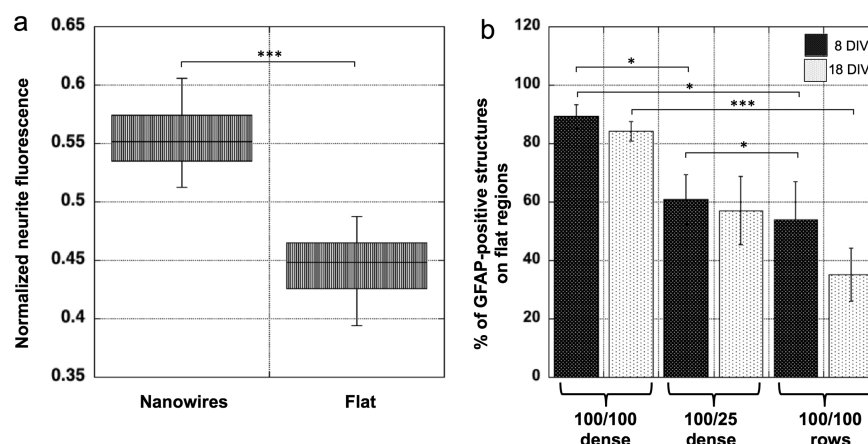 a
Normalized neurite fluorescence
0.65
0.6
0.55
0.5
0.45
0.4
0.35
***
Nanowires
Flat
b
% of GFAP-positive structures
on flat regions
120
100
80
60
40
20
0
8 DIV
18 DIV
*
*
***
*
100/100
dense
100/25
dense
100/100
rows